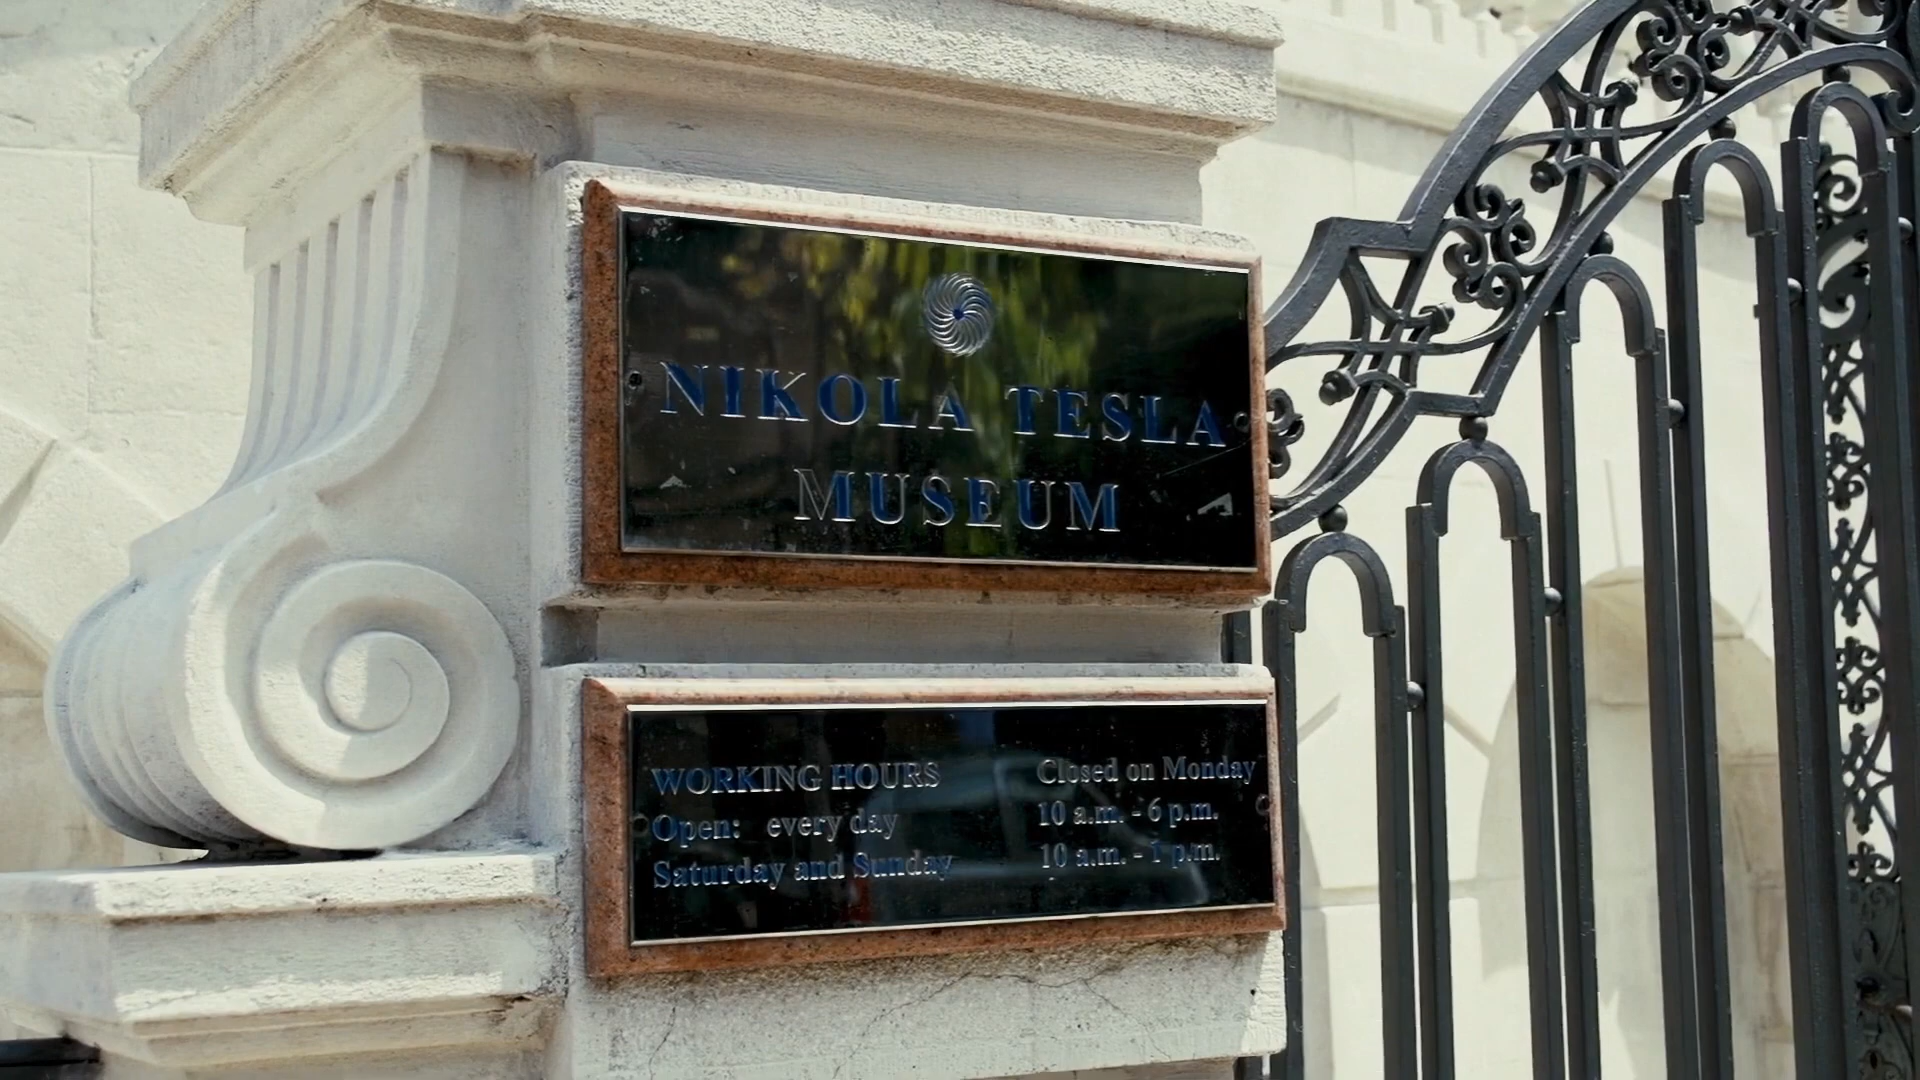 NIKOLA TESLA
MUSEUM
WORKING HOURS Closed on Monday
Open: every day 10 a.m. - 6 p.m.
Saturday and Sunday 10 a.m. - 1 p.m.